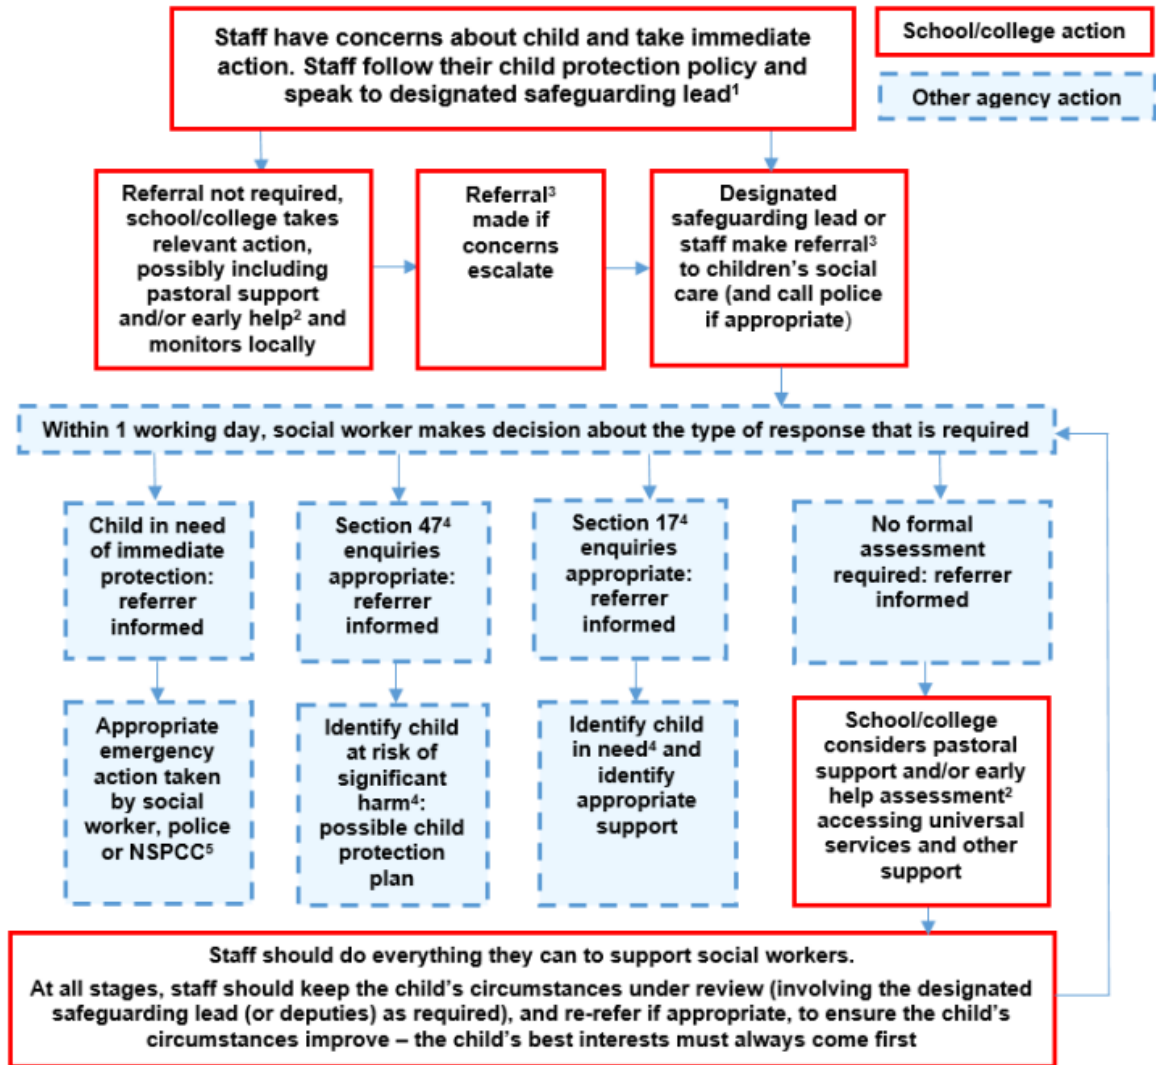 Staff have concerns about child and take immediate
action. Staff follow their child protection policy and
speak to designated safeguarding lead¹
School/college action
Other agency action
Referral not required,
school/college takes
relevant action,
possibly including
pastoral support
and/or early help² and
monitors locally
Referral³
made if
concerns
escalate
Designated
safeguarding lead or
staff make referral³
to children's social
care (and call police
if appropriate)
Within 1 working day, social worker makes decision about the type of response that is required
Child in need
of immediate
protection:
referrer
informed
Section 47⁴
enquiries
appropriate:
referrer
informed
Section 17⁴
enquiries
appropriate:
referrer
informed
No formal
assessment
required: referrer
informed
Appropriate
emergency
action taken
by social
worker, police
or NSPCC⁵
Identify child
at risk of
significant
harm⁴:
possible child
protection
plan
Identify child
in need⁴ and
identify
appropriate
support
School/college
considers pastoral
support and/or early
help assessment²
accessing universal
services and other
support
Staff should do everything they can to support social workers.
At all stages, staff should keep the child's circumstances under review (involving the designated
safeguarding lead (or deputies) as required), and re-refer if appropriate, to ensure the child's
circumstances improve – the child's best interests must always come first